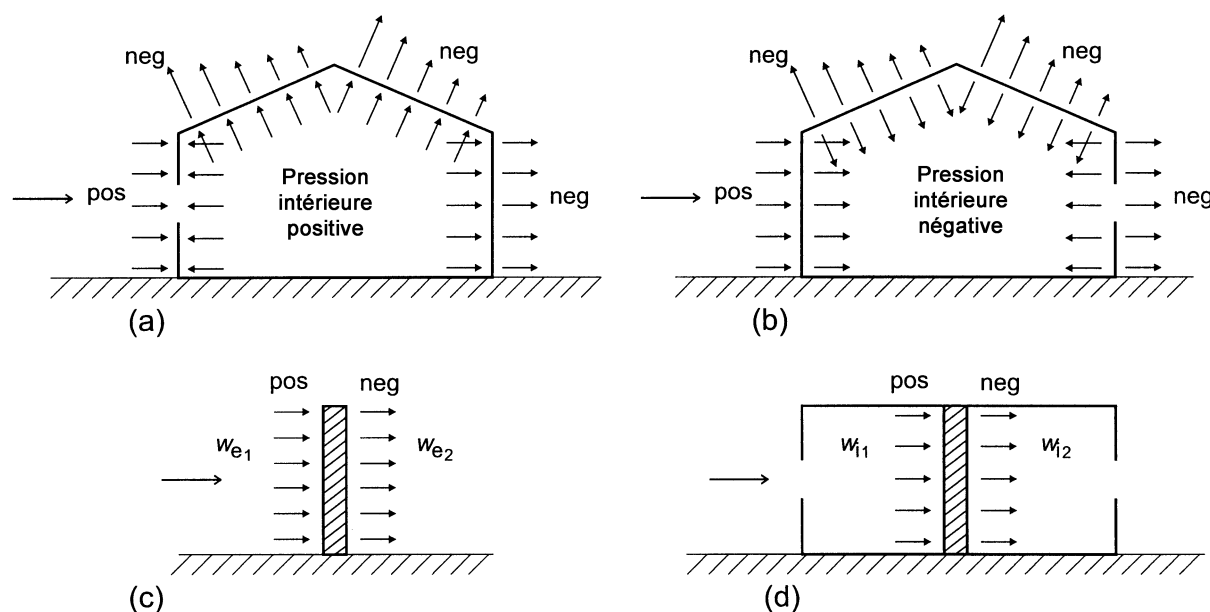 neg
neg
pos
Pression
intérieure
positive
neg
(a)
neg
neg
pos
Pression
intérieure
négative
neg
(b)
pos
neg
we1
we2
(c)
pos
neg
wi1
wi2
(d)